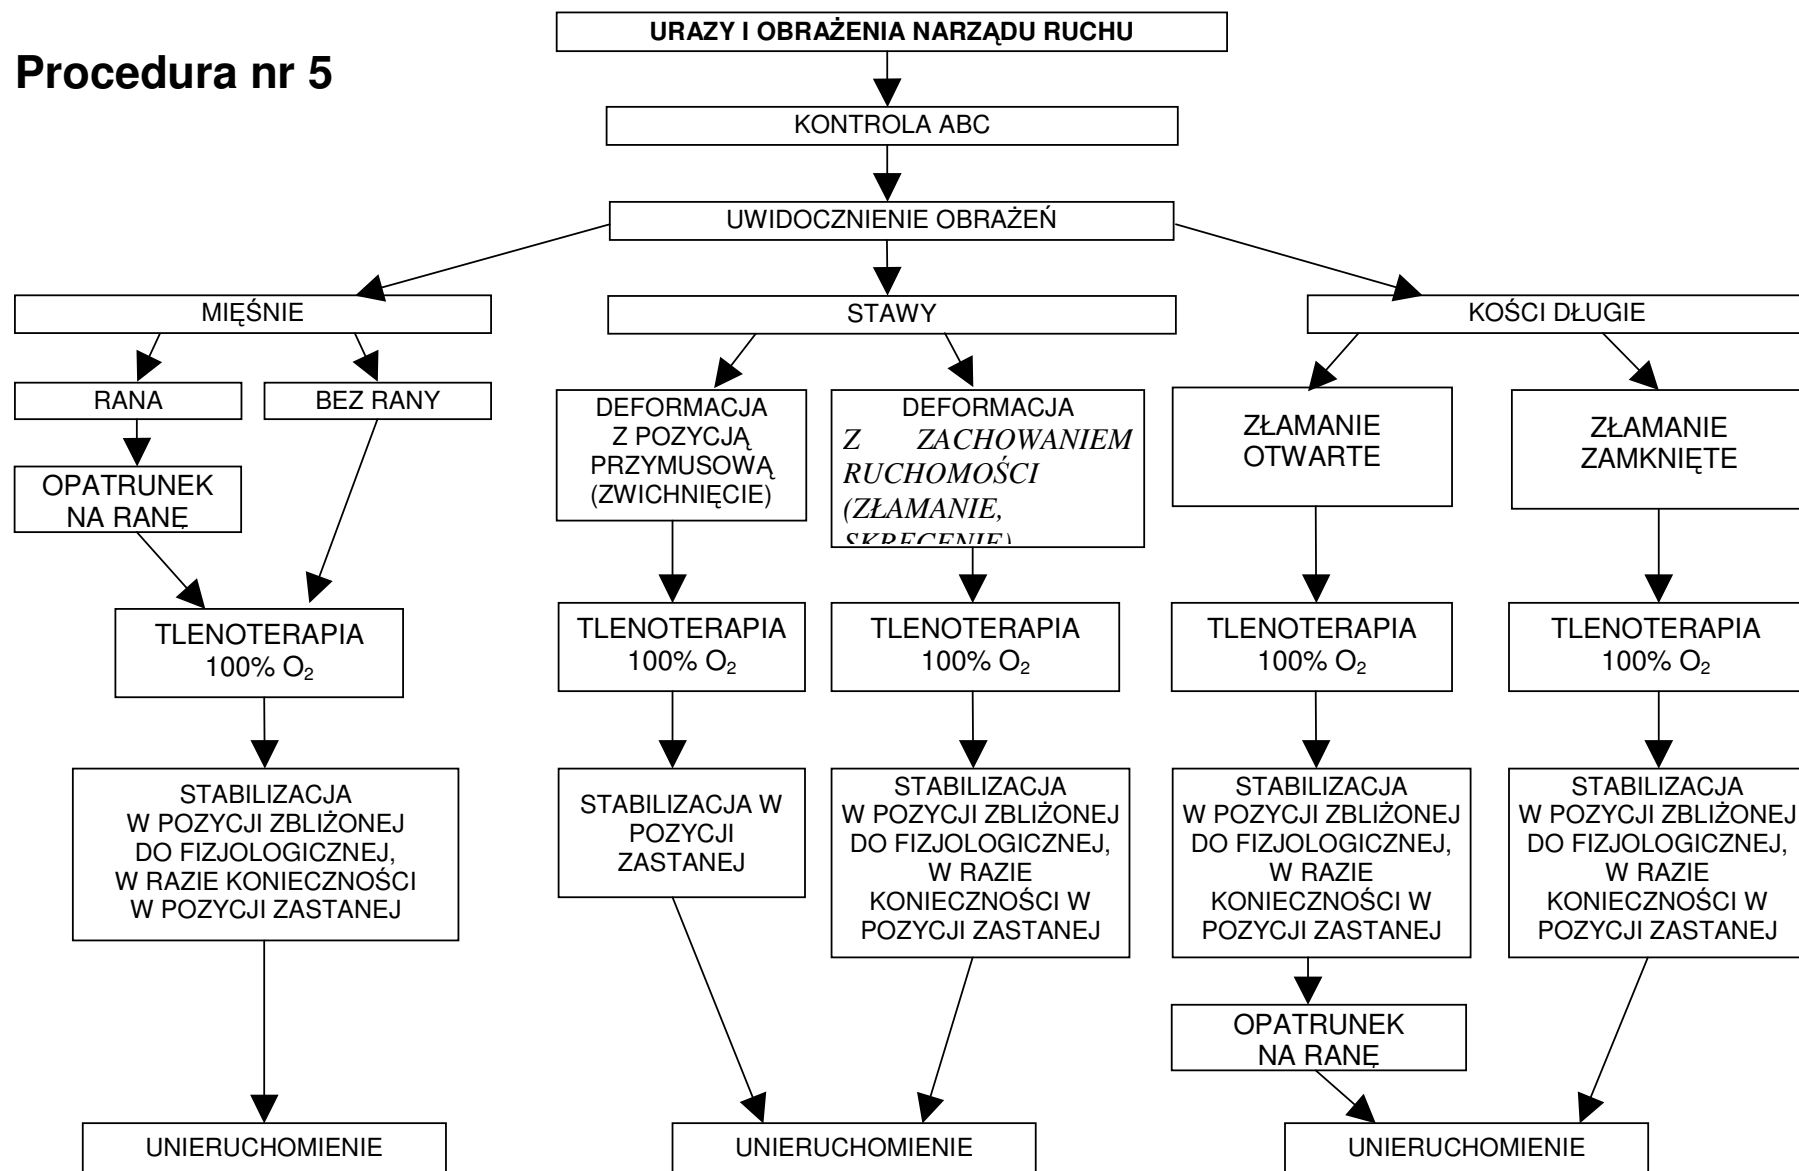 URAZY I OBRAŻENIA NARZĄDU RUCHU
Procedura nr 5
KONTROLA ABC
UWIDOCZNIENIE OBRAŻEŃ
MIĘŚNIE
STAWY
KOŚCI DŁUGIE
RANA
BEZ RANY
DEFORMACJA
Z POZYCJĄ
PRZYMUSOWĄ
(ZWICHNIĘCIE)
DEFORMACJA
Z ZACHOWANIEM
RUCHOMOŚCI
(ZŁAMANIE,
SKRĘCENIE)
ZŁAMANIE
OTWARTE
ZŁAMANIE
ZAMKNIĘTE
OPATRUNEK
NA RANĘ
TLENOTERAPIA
100% O₂
TLENOTERAPIA
100% O₂
TLENOTERAPIA
100% O₂
TLENOTERAPIA
100% O₂
TLENOTERAPIA
100% O₂
STABILIZACJA
W POZYCJI ZBLIŻONEJ
DO FIZJOLOGICZNEJ,
W RAZIE KONIECZNOŚCI
W POZYCJI ZASTANEJ
STABILIZACJA W
POZYCJI
ZASTANEJ
STABILIZACJA
W POZYCJI ZBLIŻONEJ
DO FIZJOLOGICZNEJ,
W RAZIE
KONIECZNOŚCI W
POZYCJI ZASTANEJ
STABILIZACJA
W POZYCJI ZBLIŻONEJ
DO FIZJOLOGICZNEJ,
W RAZIE
KONIECZNOŚCI W
POZYCJI ZASTANEJ
STABILIZACJA
W POZYCJI ZBLIŻONEJ
DO FIZJOLOGICZNEJ,
W RAZIE
KONIECZNOŚCI W
POZYCJI ZASTANEJ
OPATRUNEK
NA RANĘ
UNIERUCHOMIENIE
UNIERUCHOMIENIE
UNIERUCHOMIENIE